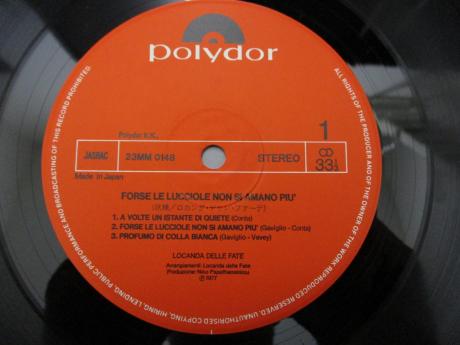 polydor
Polydor K.K.,
JASRAC
23MM 0148
STEREO
1
33⅓
Made in Japan
FORSE LE LUCCIOLE NON SI AMANO PIU'
1. A VOLTE UN ISTANTE DI QUIETE (Conta)
2. FORSE LE LUCCIOLE NON SI AMANO PIU' (Gaviglio - Conta)
3. PROFUMO DI COLLA BIANCA (Gaviglio - Vevey)
LOCANDA DELLE FATE
Arrangiamenti: Locanda delle Fate
(Produzione: Niko Papathanassiou)
℗ 1977
ALL RIGHTS OF THE PRODUCER AND OF THE OWNER OF THE WORK REPRODUCED RESERVED. UNAUTHORISED COPYING, HIRING, LENDING, PUBLIC PERFORMANCE AND BROADCASTING OF THIS RECORD PROHIBITED.